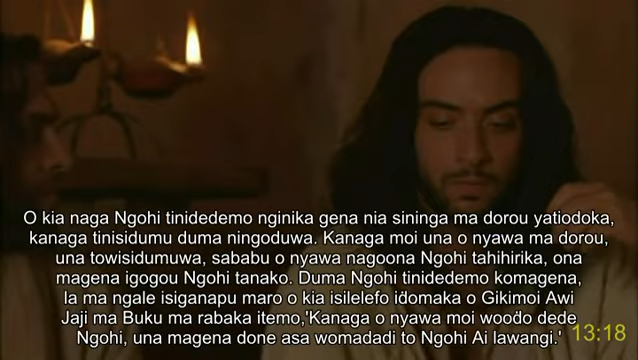 O kia naga Ngohi tinidedemo nginika gena nia sininga ma dorou yatiodoka,
kanaga tinisidumu duma ningoduwa. Kanaga moi una o nyawa ma dorou,
una towisidumuwa, sababu o nyawa nagoona Ngohi tahihirika, ona
magena igogou Ngohi tanako. Duma Ngohi tinidedemo komagena,
la ma ngale isiganapu maro o kia isilelefo idomaka o Gikimoi Awi
Jaji ma Buku ma rabaka itemo,'Kanaga o nyawa moi woodo dede
Ngohi, una magena done asa womadadi to Ngohi Ai lawangi.'
13:18